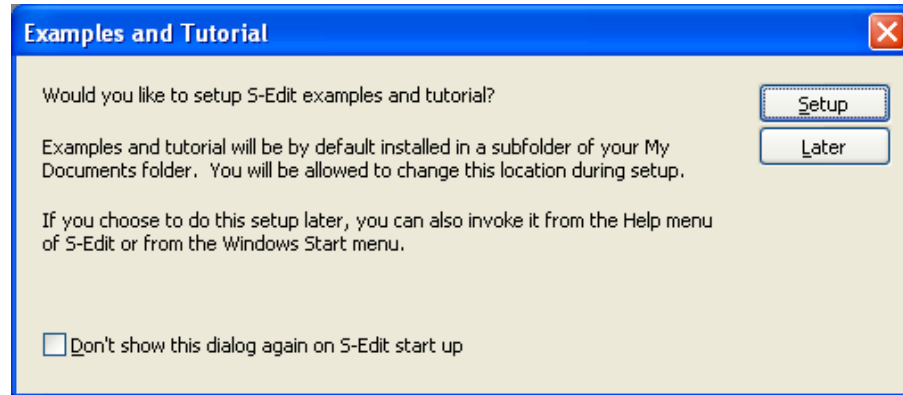 Examples and Tutorial
Would you like to setup S-Edit examples and tutorial?
Setup
Later
Examples and tutorial will be by default installed in a subfolder of your My
Documents folder.  You will be allowed to change this location during setup.
If you choose to do this setup later, you can also invoke it from the Help menu
of S-Edit or from the Windows Start menu.
Don't show this dialog again on S-Edit start up